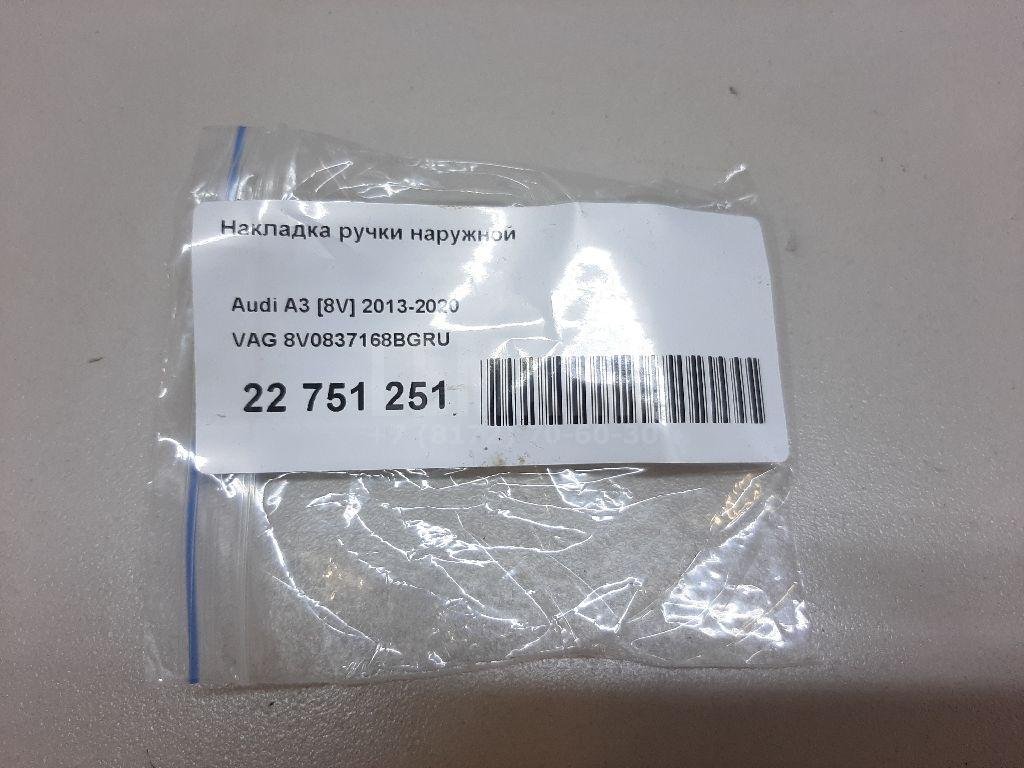 Накладка ручки наружной
Audi A3 [8V] 2013-2020
VAG 8V0837168BGRU
22 751 251